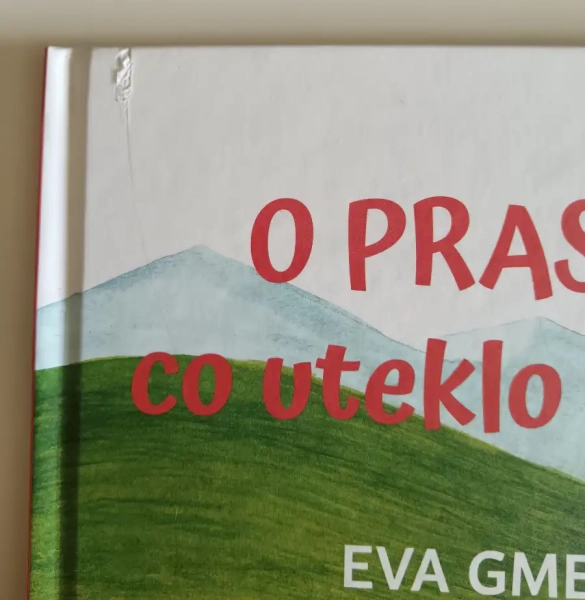 O PRAS
co uteklo
EVA GME